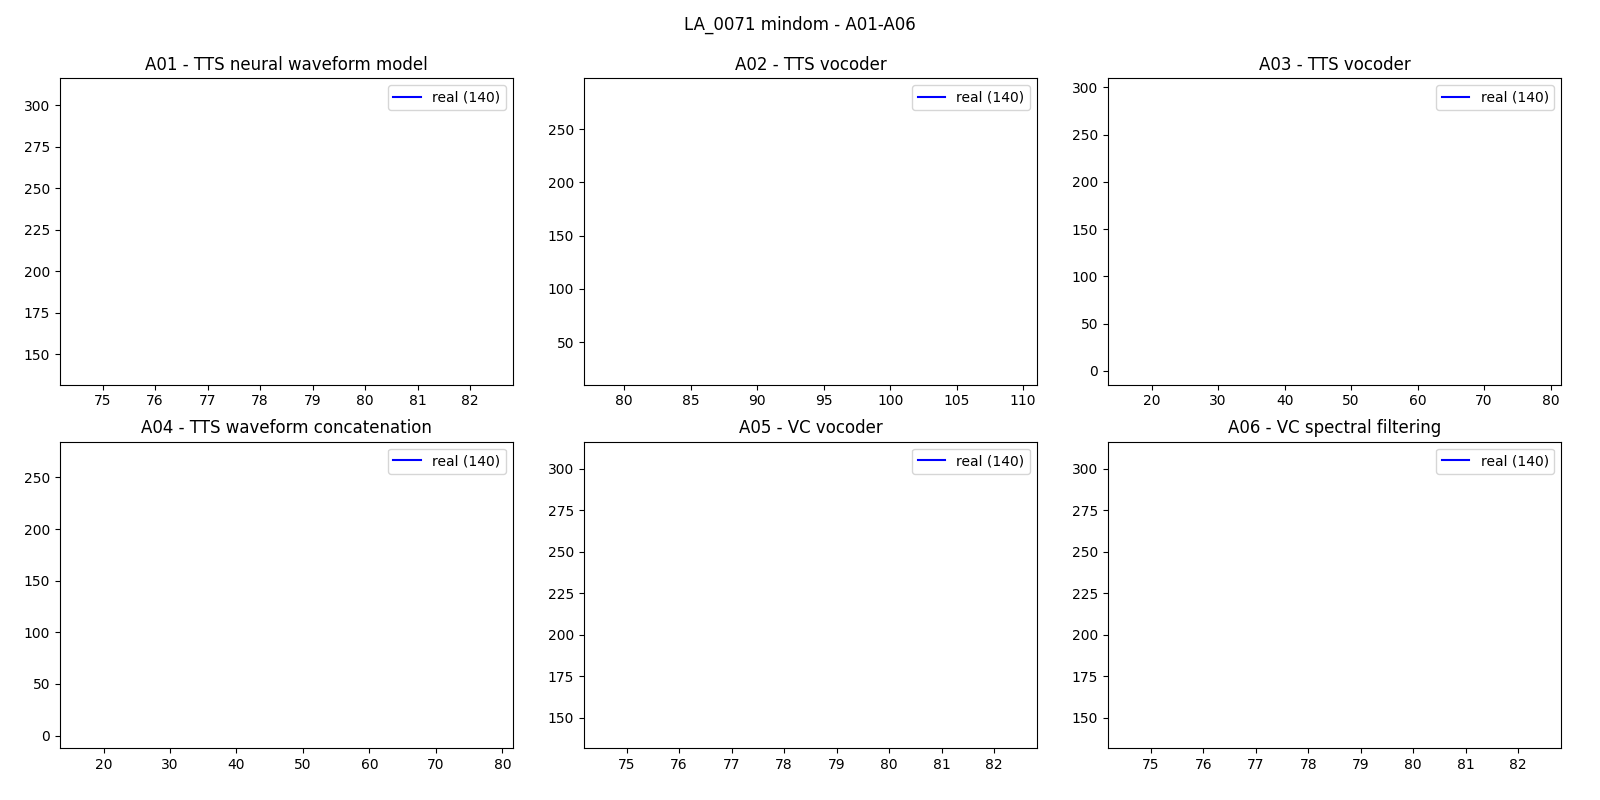 LA_0071 mindom - A01-A06
A01 - TTS neural waveform model
real (140)
300
275
250
225
200
175
150
75 76 77 78 79 80 81 82
A02 - TTS vocoder
real (140)
250
200
150
100
50
80 85 90 95 100 105 110
A03 - TTS vocoder
real (140)
300
250
200
150
100
50
0
20 30 40 50 60 70 80
A04 - TTS waveform concatenation
real (140)
250
200
150
100
50
0
20 30 40 50 60 70 80
A05 - VC vocoder
real (140)
300
275
250
225
200
175
150
75 76 77 78 79 80 81 82
A06 - VC spectral filtering
real (140)
300
275
250
225
200
175
150
75 76 77 78 79 80 81 82